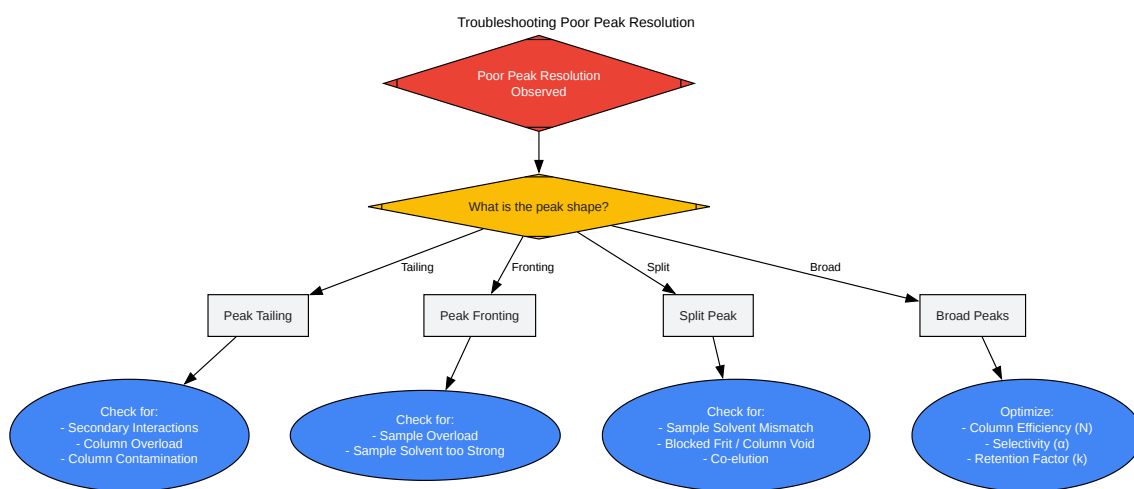 Troubleshooting Poor Peak Resolution
Poor Peak Resolution
Observed
What is the peak shape?
Tailing
Fronting
Split
Broad
Peak Tailing
Peak Fronting
Split Peak
Broad Peaks
Check for:
- Secondary Interactions
- Column Overload
- Column Contamination
Check for:
- Sample Overload
- Sample Solvent too Strong
Check for:
- Sample Solvent Mismatch
- Blocked Frit / Column Void
- Co-elution
Optimize:
- Column Efficiency (N)
- Selectivity (α)
- Retention Factor (k)